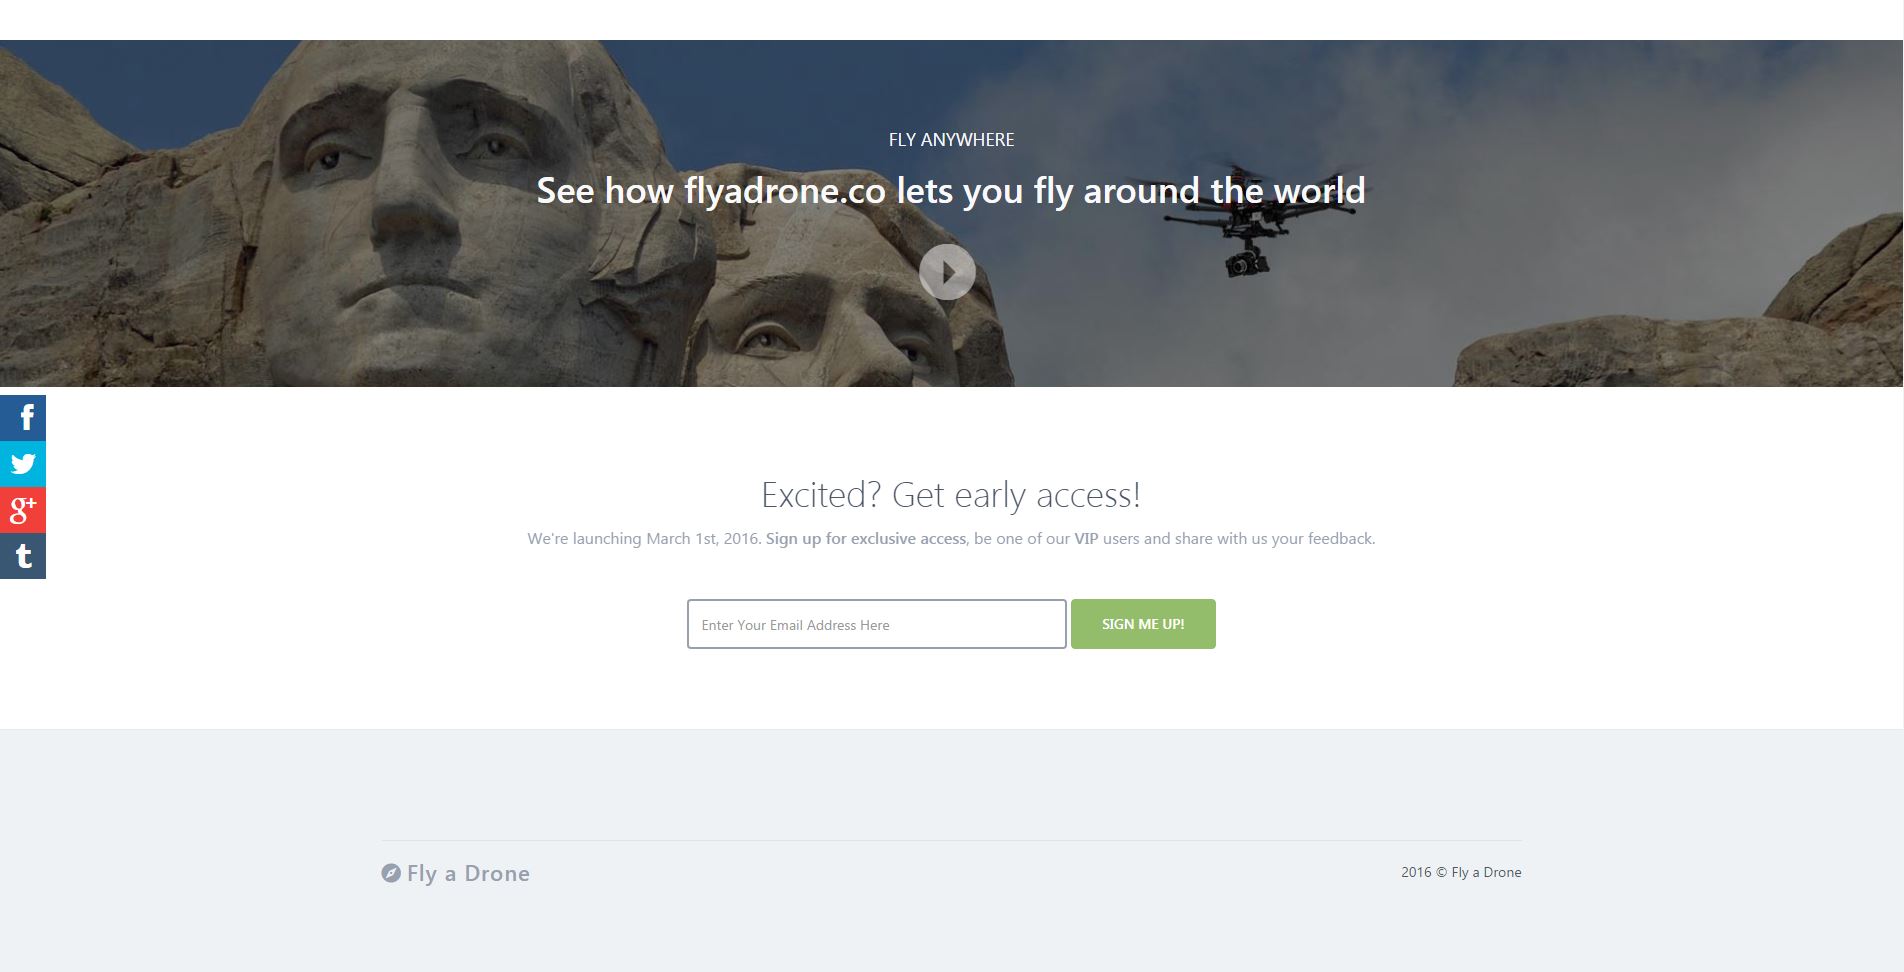 FLY ANYWHERE
See how flyadrone.co lets you fly around the world
Excited? Get early access!
We're launching March 1st, 2016. Sign up for exclusive access, be one of our VIP users and share with us your feedback.
Enter Your Email Address Here
SIGN ME UP!
Fly a Drone
2016 © Fly a Drone